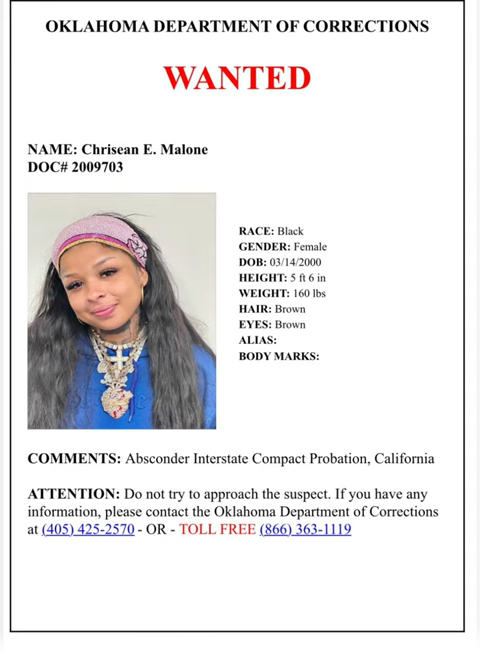 OKLAHOMA DEPARTMENT OF CORRECTIONS
WANTED
NAME: Chrisean E. Malone
DOC# 2009703
RACE: Black
GENDER: Female
DOB: 03/14/2000
HEIGHT: 5 ft 6 in
WEIGHT: 160 lbs
HAIR: Brown
EYES: Brown
ALIAS:
BODY MARKS:
COMMENTS: Absconder Interstate Compact Probation, California
ATTENTION: Do not try to approach the suspect. If you have any
information, please contact the Oklahoma Department of Corrections
at (405) 425-2570 - OR - TOLL FREE (866) 363-1119